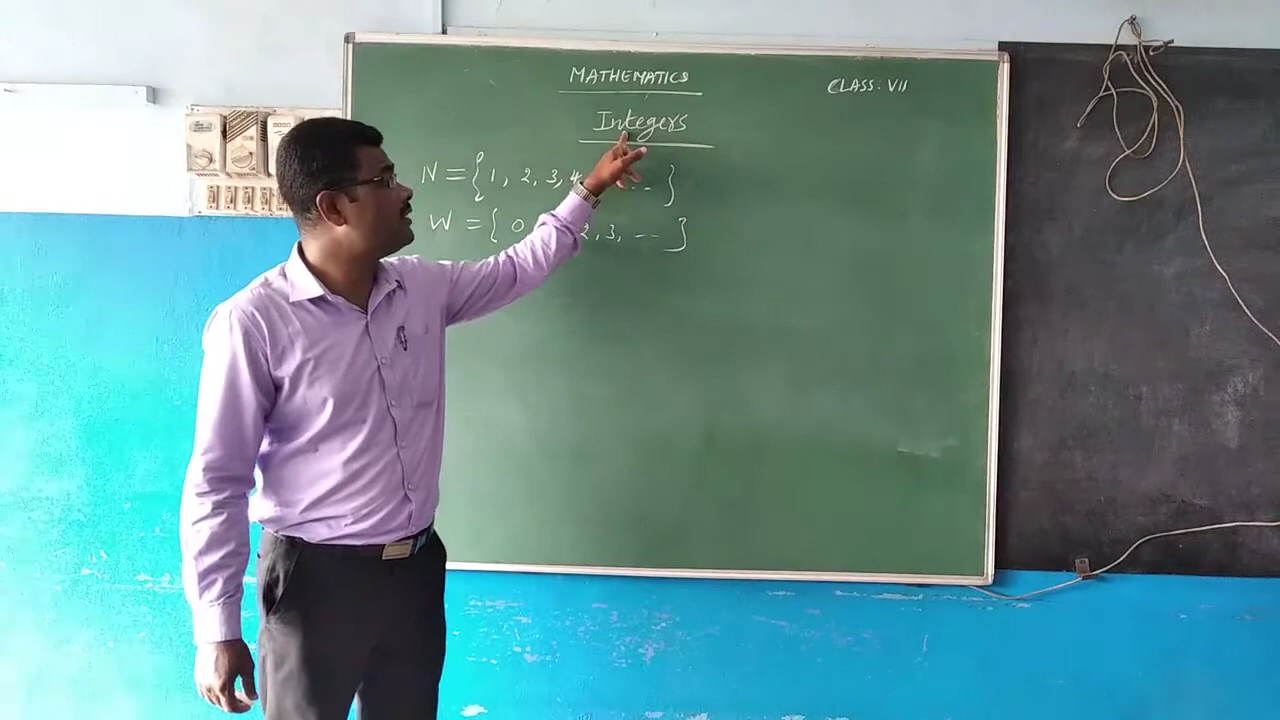 MATHEMATICS
CLASS: VII
Integers
N = {1, 2, 3, 4, ... }
W = { 0, 2, 3, -- }